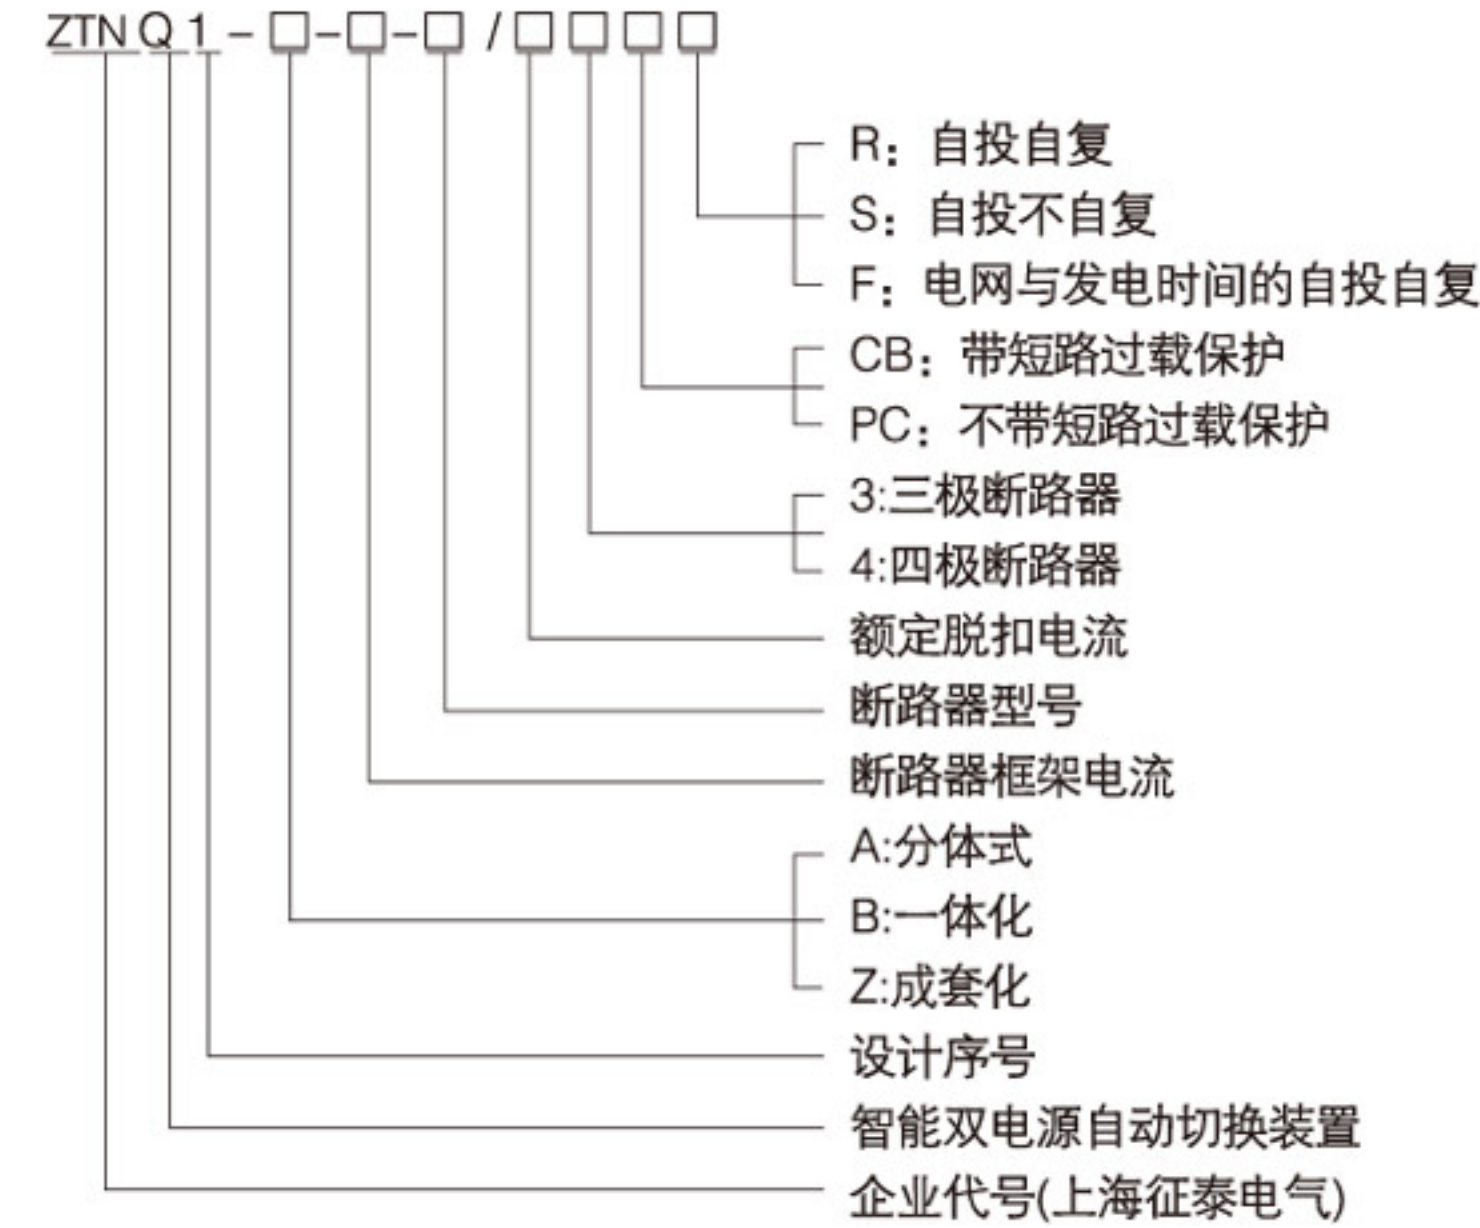 ZTNQ1-□-□-□/□□□□
R：自投自复
S：自投不自复
F：电网与发电时间的自投自复
CB：带短路过载保护
PC：不带短路过载保护
3:三极断路器
4:四极断路器
额定脱扣电流
断路器型号
断路器框架电流
A:分体式
B:一体化
Z:成套化
设计序号
智能双电源自动切换装置
企业代号(上海征泰电气)